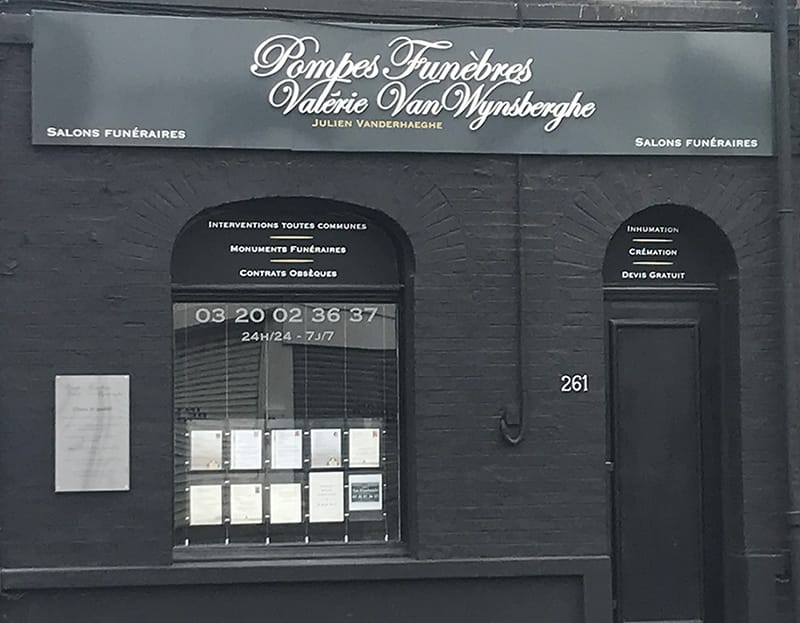 Pompes Funèbres
Valérie VanWynsberghe
Julien Vanderhaeghe
Salons funéraires
Salons funéraires
Interventions toutes communes
Monuments Funéraires
Contrats Obsèques
Inhumation
Crémation
Devis Gratuit
03 20 02 36 37
24h/24 - 7j/7
261